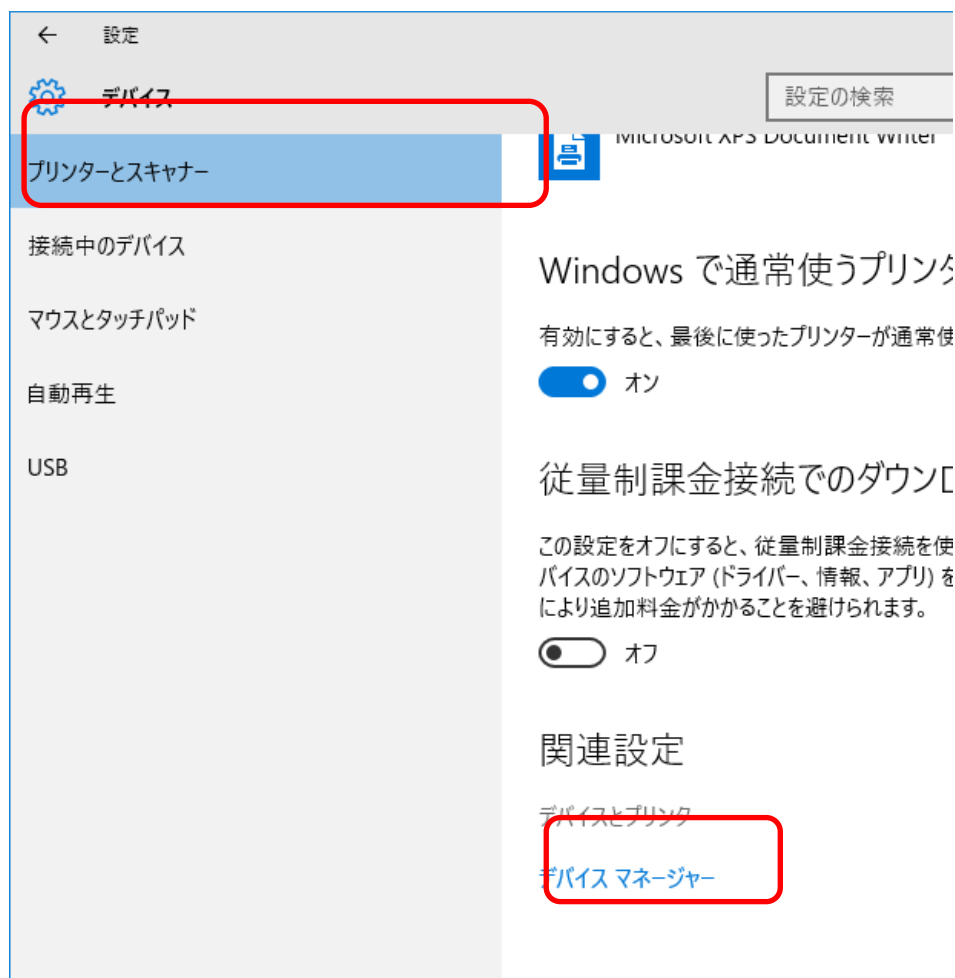 設定
デバイス
設定の検索
プリンターとスキャナー
接続中のデバイス
マウスとタッチパッド
自動再生
USB
Microsoft XPS Document Writer
Windows で通常使うプリンタ
有効にすると、最後に使ったプリンターが通常使
オン
従量制課金接続でのダウンロ
この設定をオフにすると、従量制課金接続を使
バイスのソフトウェア (ドライバー、情報、アプリ) を
により追加料金がかかることを避けられます。
オフ
関連設定
デバイスとプリンター
デバイス マネージャー